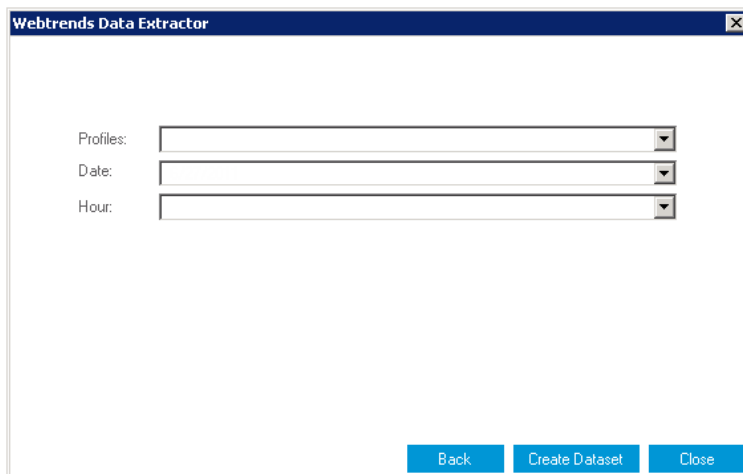 Webtrends Data Extractor
Profiles:
Date:
Hour:
Back Create Dataset Close